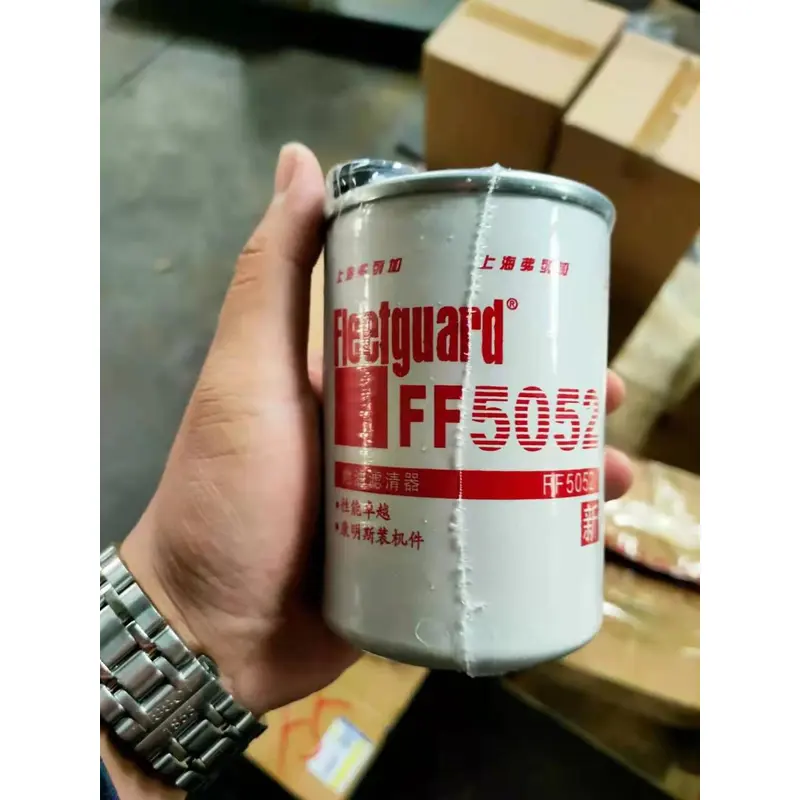 上海弗列加 上海弗列加
Fleetguard®
FF5052
燃油滤清器 FF5052
新
• 性能卓越
• 康明斯装机件